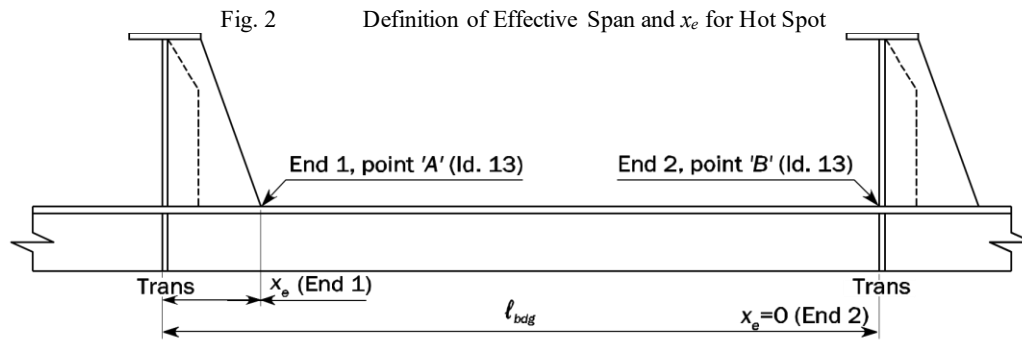 Fig. 2 Definition of Effective Span and xₑ for Hot Spot
End 1, point 'A' (Id. 13) End 2, point 'B' (Id. 13)
Trans xₑ (End 1) Trans
ℓbdg xₑ=0 (End 2)